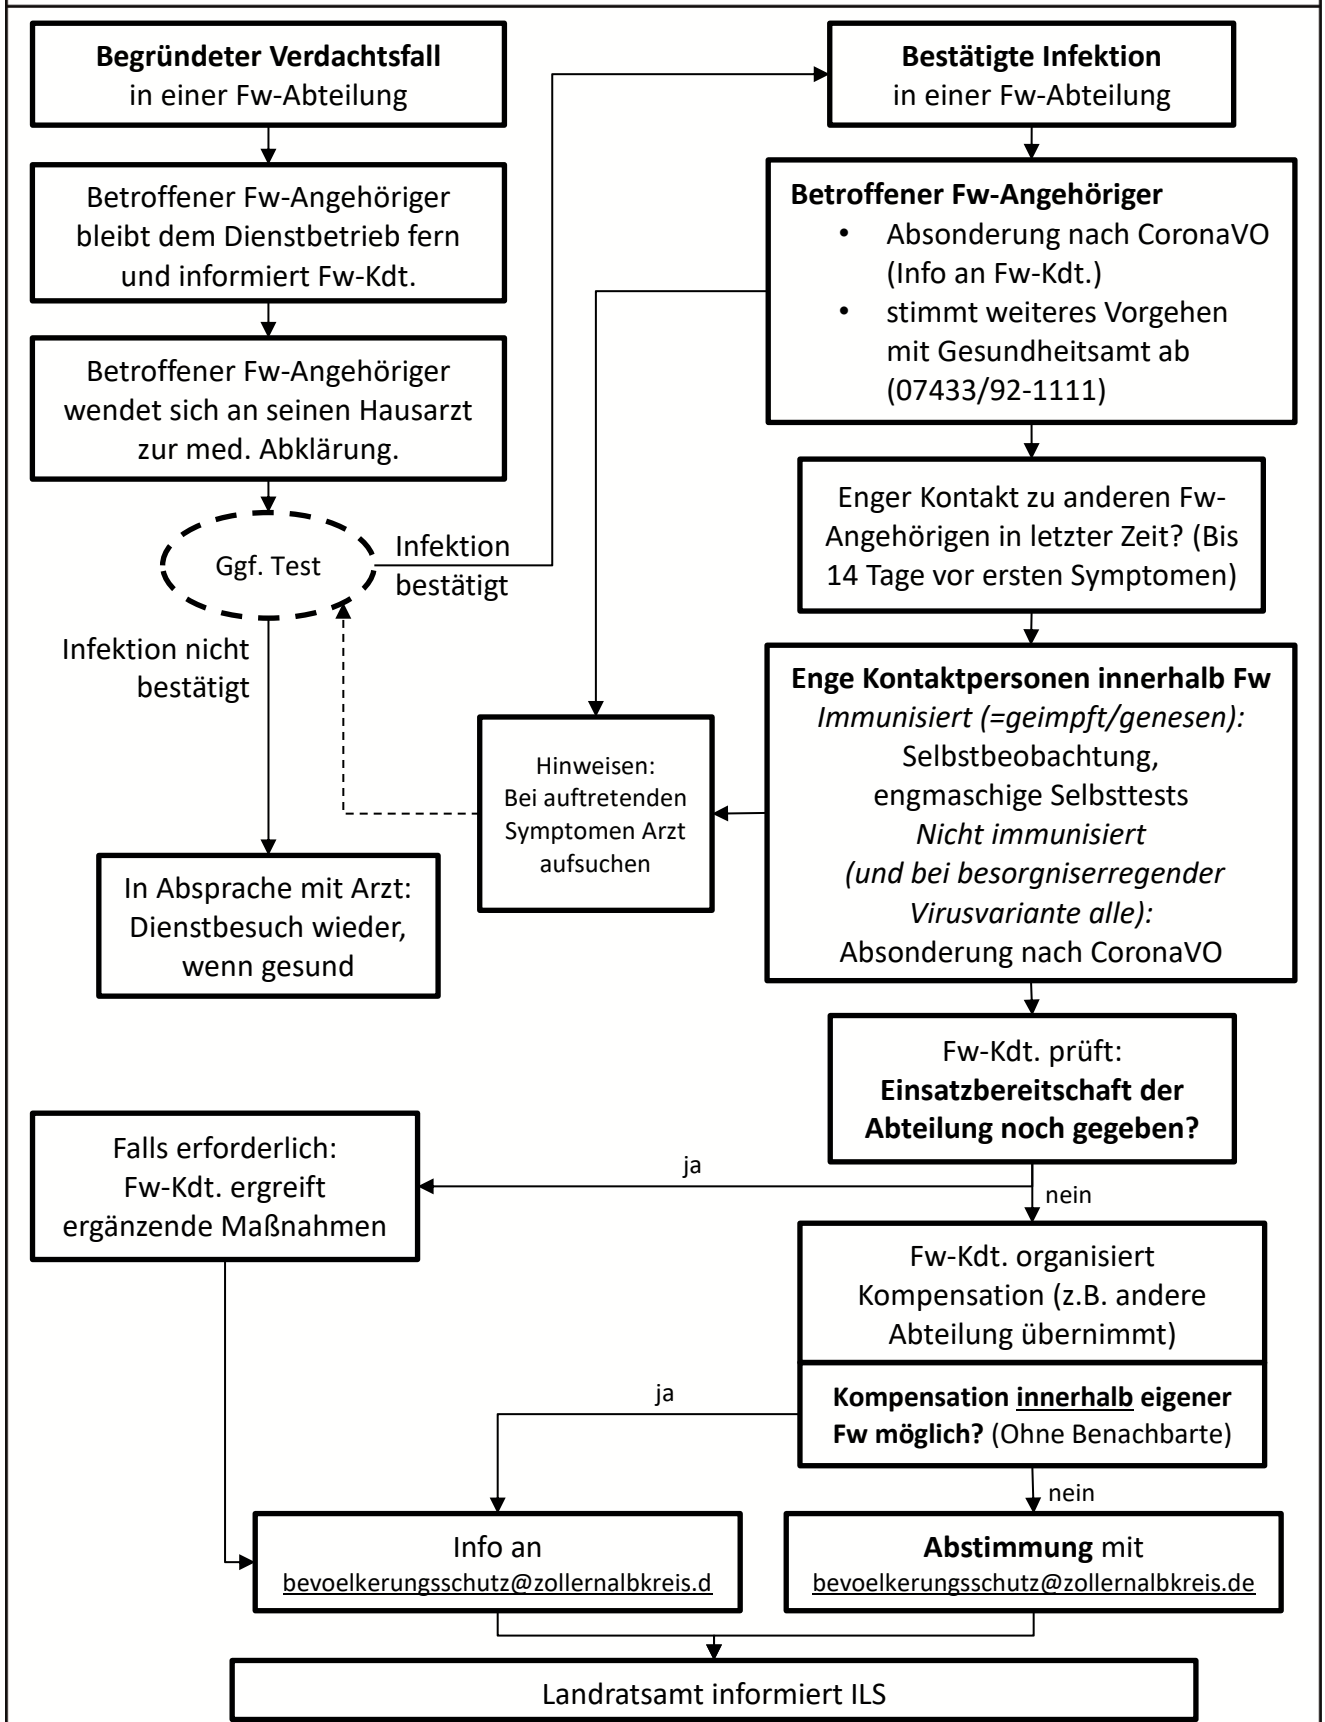 Begründeter Verdachtsfall
in einer Fw-Abteilung
Betroffener Fw-Angehöriger
bleibt dem Dienstbetrieb fern
und informiert Fw-Kdt.
Betroffener Fw-Angehöriger
wendet sich an seinen Hausarzt
zur med. Abklärung.
Ggf. Test
Infektion
bestätigt
Infektion nicht
bestätigt
In Absprache mit Arzt:
Dienstbesuch wieder,
wenn gesund
Bestätigte Infektion
in einer Fw-Abteilung
Betroffener Fw-Angehöriger
• Absonderung nach CoronaVO
(Info an Fw-Kdt.)
• stimmt weiteres Vorgehen
mit Gesundheitsamt ab
(07433/92-1111)
Enger Kontakt zu anderen Fw-
Angehörigen in letzter Zeit? (Bis
14 Tage vor ersten Symptomen)
Enge Kontaktpersonen innerhalb Fw
Immunisiert (=geimpft/genesen):
Selbstbeobachtung,
engmaschige Selbsttests
Nicht immunisiert
(und bei besorgniserregender
Virusvariante alle):
Absonderung nach CoronaVO
Hinweisen:
Bei auftretenden
Symptomen Arzt
aufsuchen
Fw-Kdt. prüft:
Einsatzbereitschaft der
Abteilung noch gegeben?
ja
nein
Falls erforderlich:
Fw-Kdt. ergreift
ergänzende Maßnahmen
Fw-Kdt. organisiert
Kompensation (z.B. andere
Abteilung übernimmt)
Kompensation innerhalb eigener
Fw möglich? (Ohne Benachbarte)
ja
nein
Info an
bevoelkerungsschutz@zollernalbkreis.d
Abstimmung mit
bevoelkerungsschutz@zollernalbkreis.de
Landratsamt informiert ILS